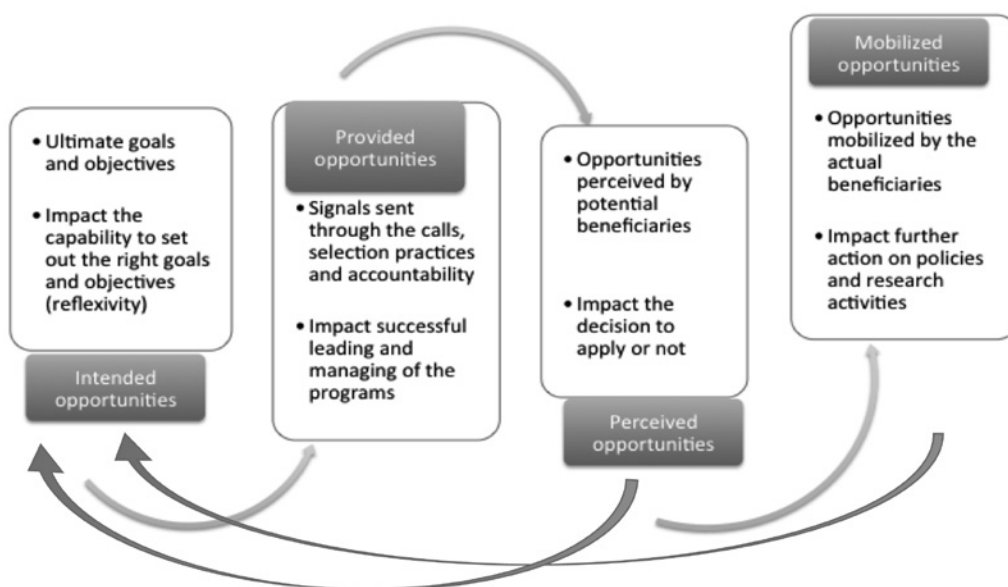 • Ultimate goals
and objectives
• Impact the
capability to set
out the right goals
and objectives
(reflexivity)
Intended
opportunities
Provided
opportunities
• Signals sent
through the calls,
selection practices
and accountability
• Impact successful
leading and
managing of the
programs
• Opportunities
perceived by
potential
beneficiaries
• Impact the
decision to
apply or not
Perceived
opportunities
Mobilized
opportunities
• Opportunities
mobilized by the
actual
beneficiaries
• Impact further
action on policies
and research
activities